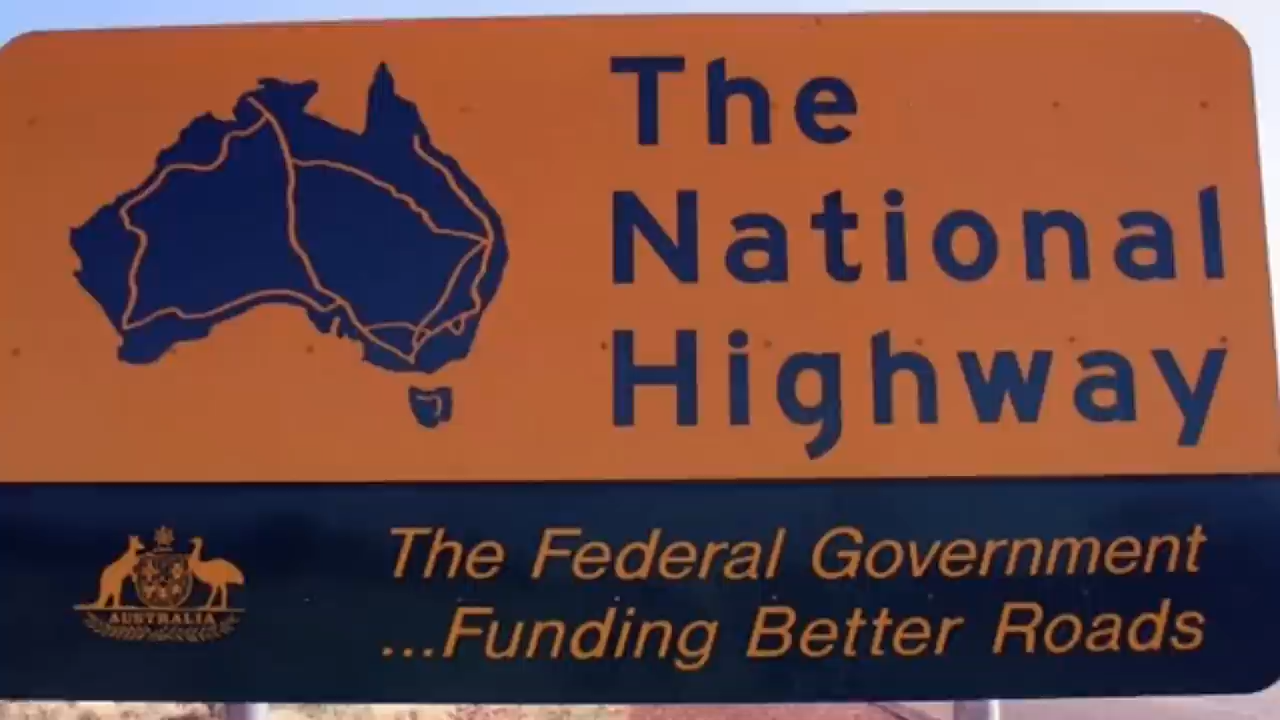 The
National
Highway
The Federal Government
...Funding Better Roads
AUSTRALIA